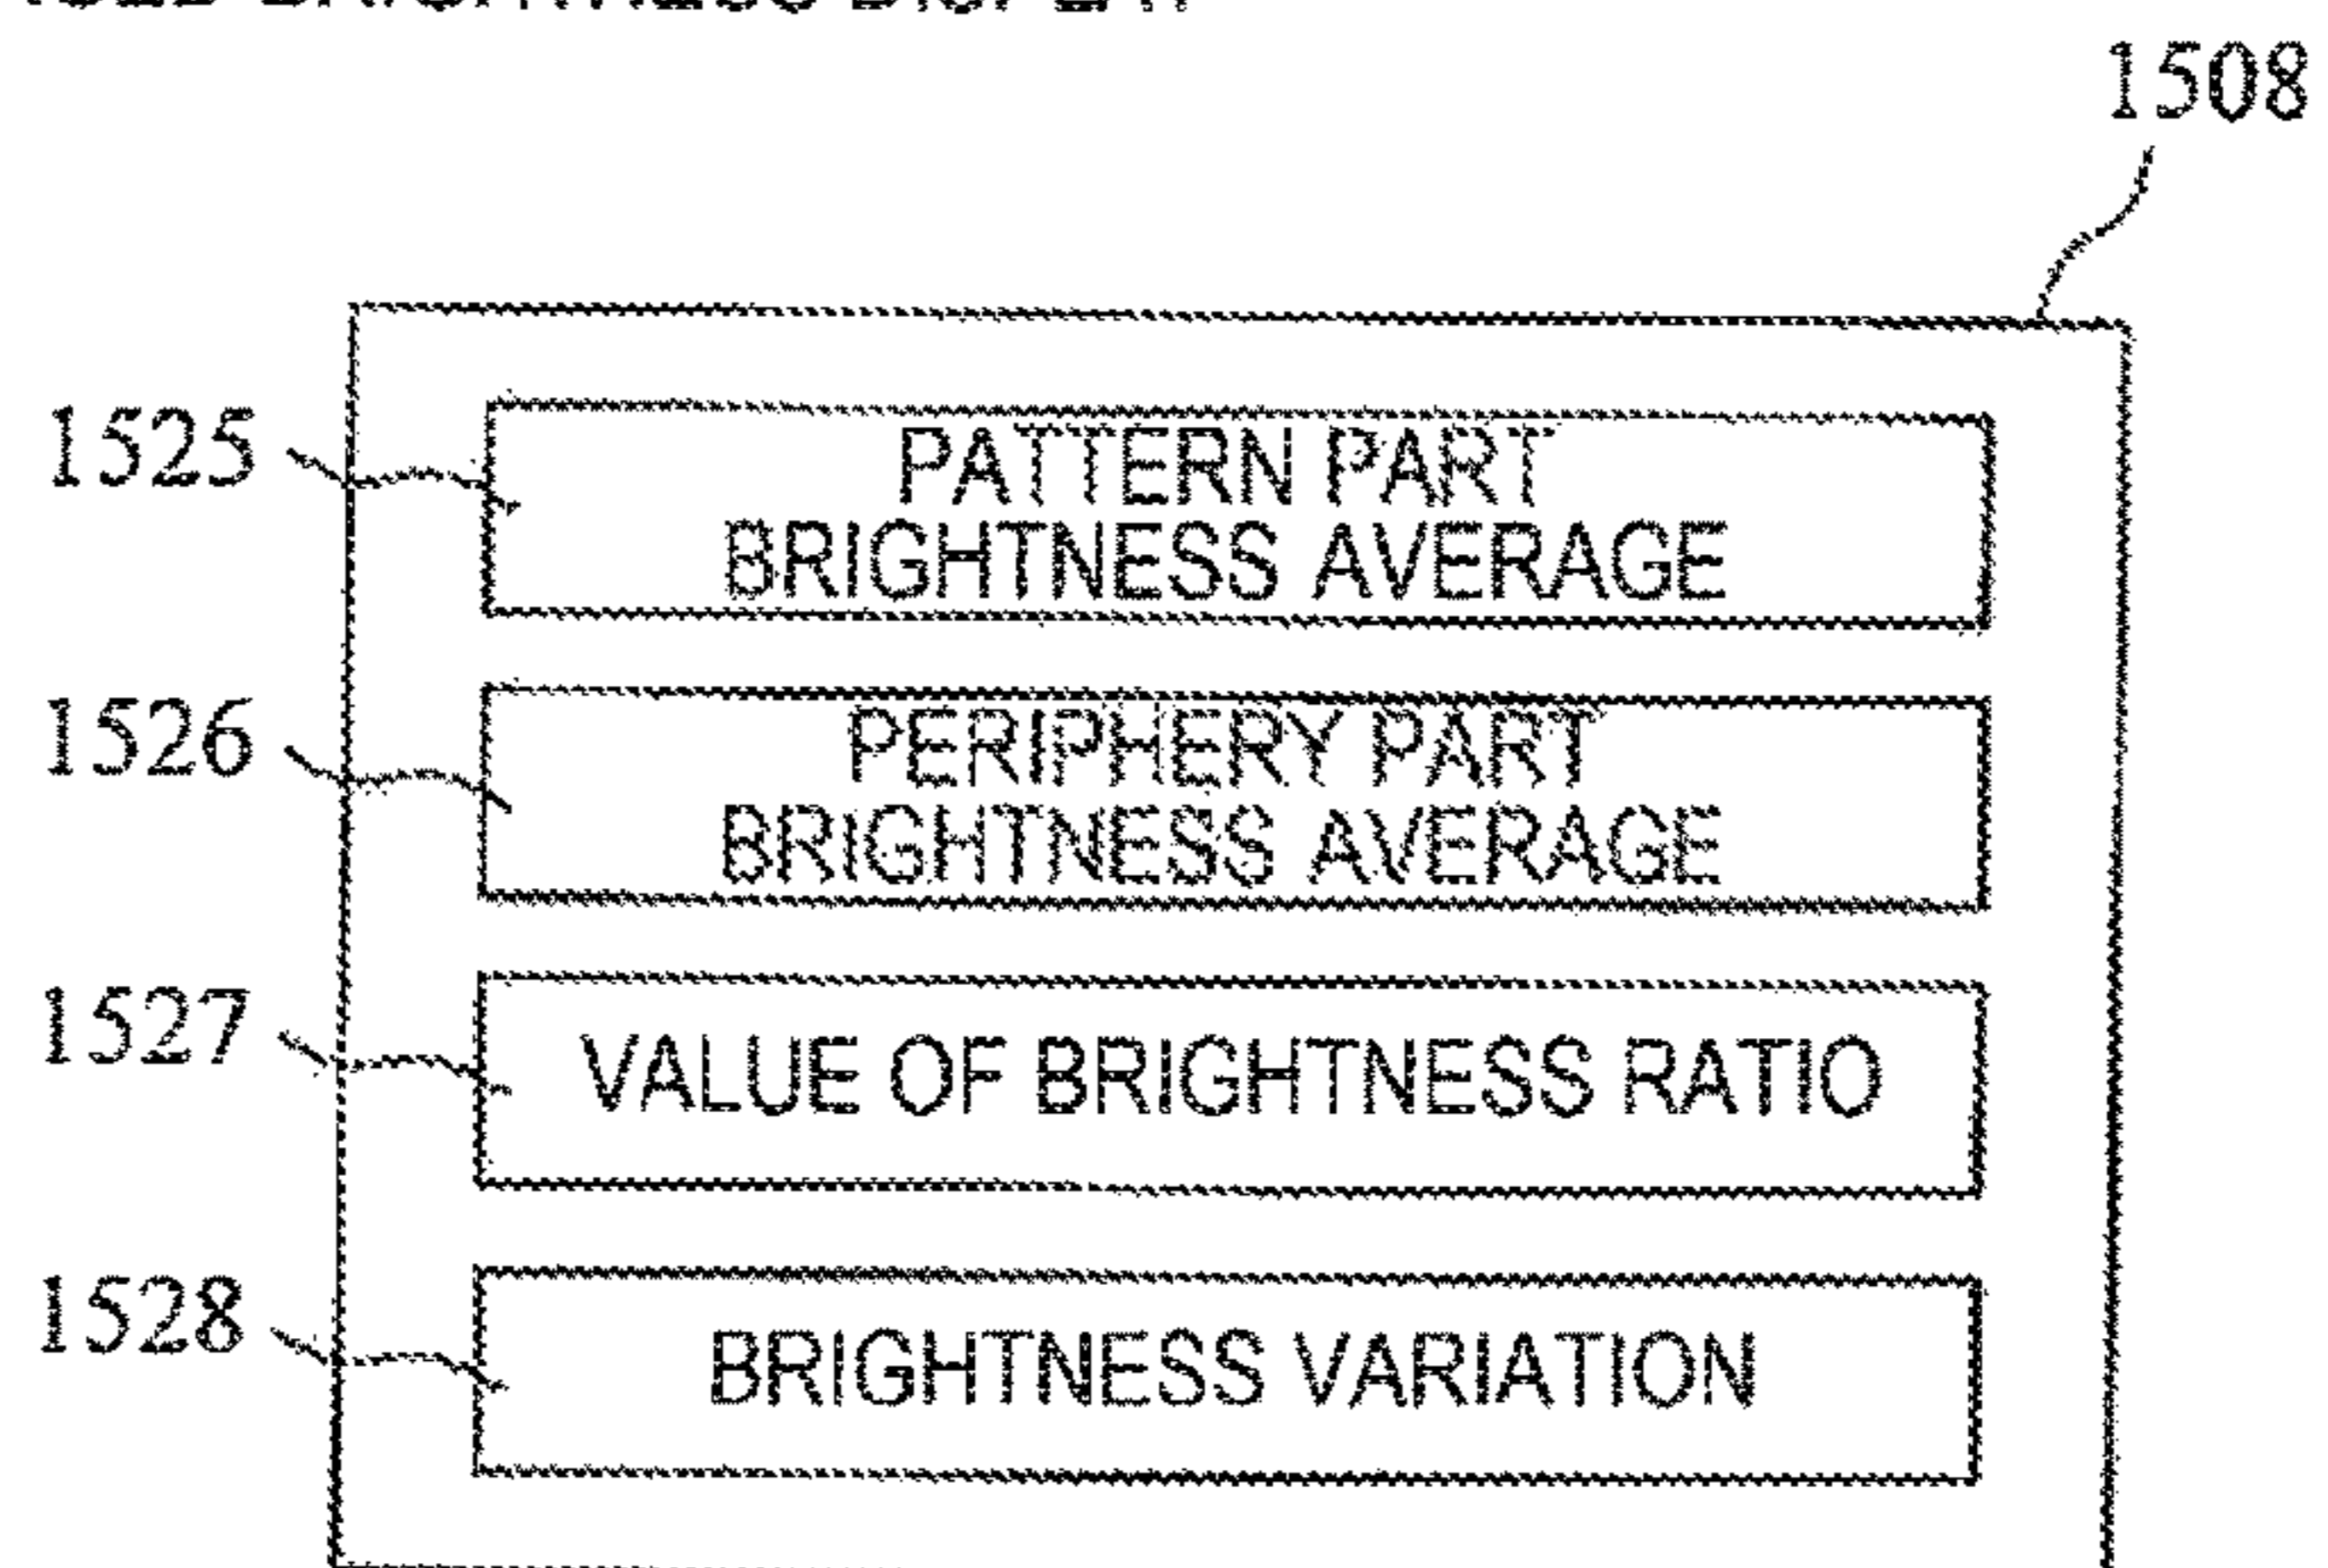 1508
1525
PATTERN PART
BRIGHTNESS AVERAGE
1526
PERIPHERY PART
BRIGHTNESS AVERAGE
1527
VALUE OF BRIGHTNESS RATIO
1528
BRIGHTNESS VARIATION